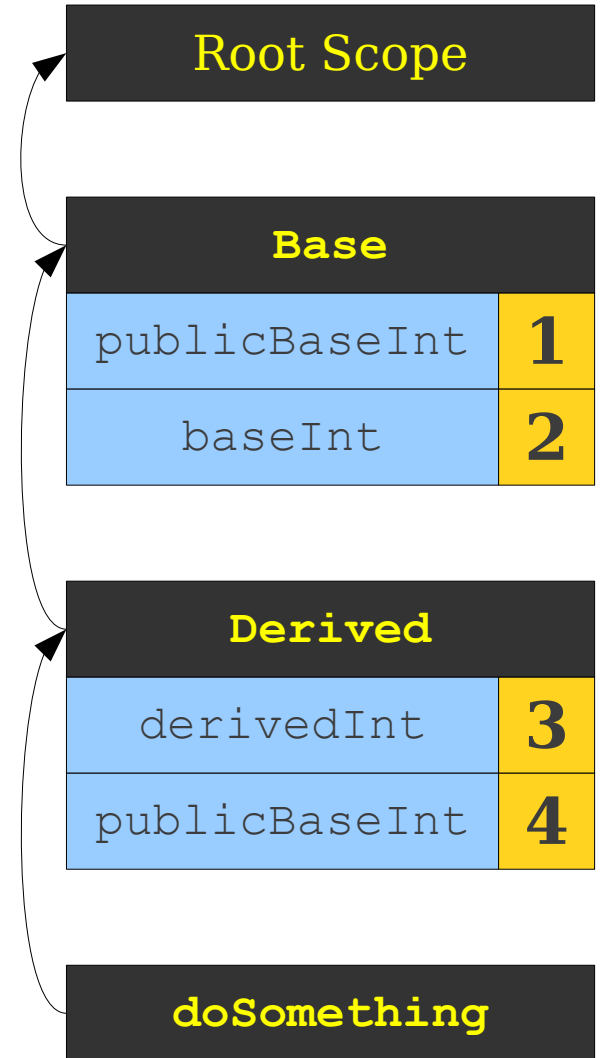 Root Scope
Base
publicBaseInt 1
baseInt 2
Derived
derivedInt 3
publicBaseInt 4
doSomething